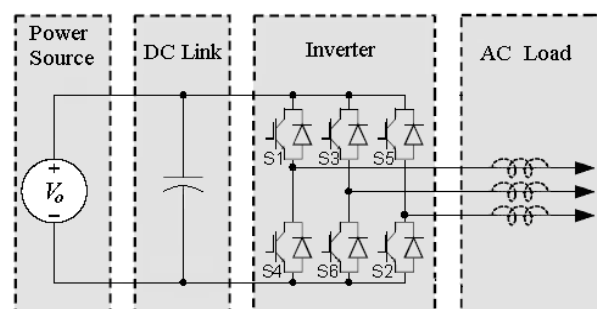 Power
Source
DC Link
Inverter
AC Load
S1
S3
S5
+
Vo
−
S4
S6
S2